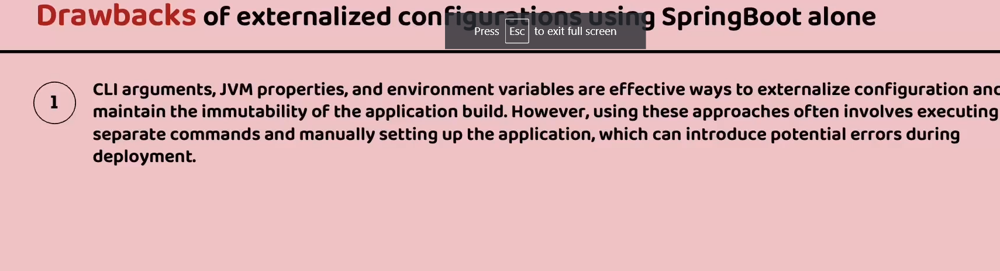 Drawbacks of externalized configurations using SpringBoot alone
Press Esc to exit full screen
1
CLI arguments, JVM properties, and environment variables are effective ways to externalize configuration and
maintain the immutability of the application build. However, using these approaches often involves executing
separate commands and manually setting up the application, which can introduce potential errors during
deployment.